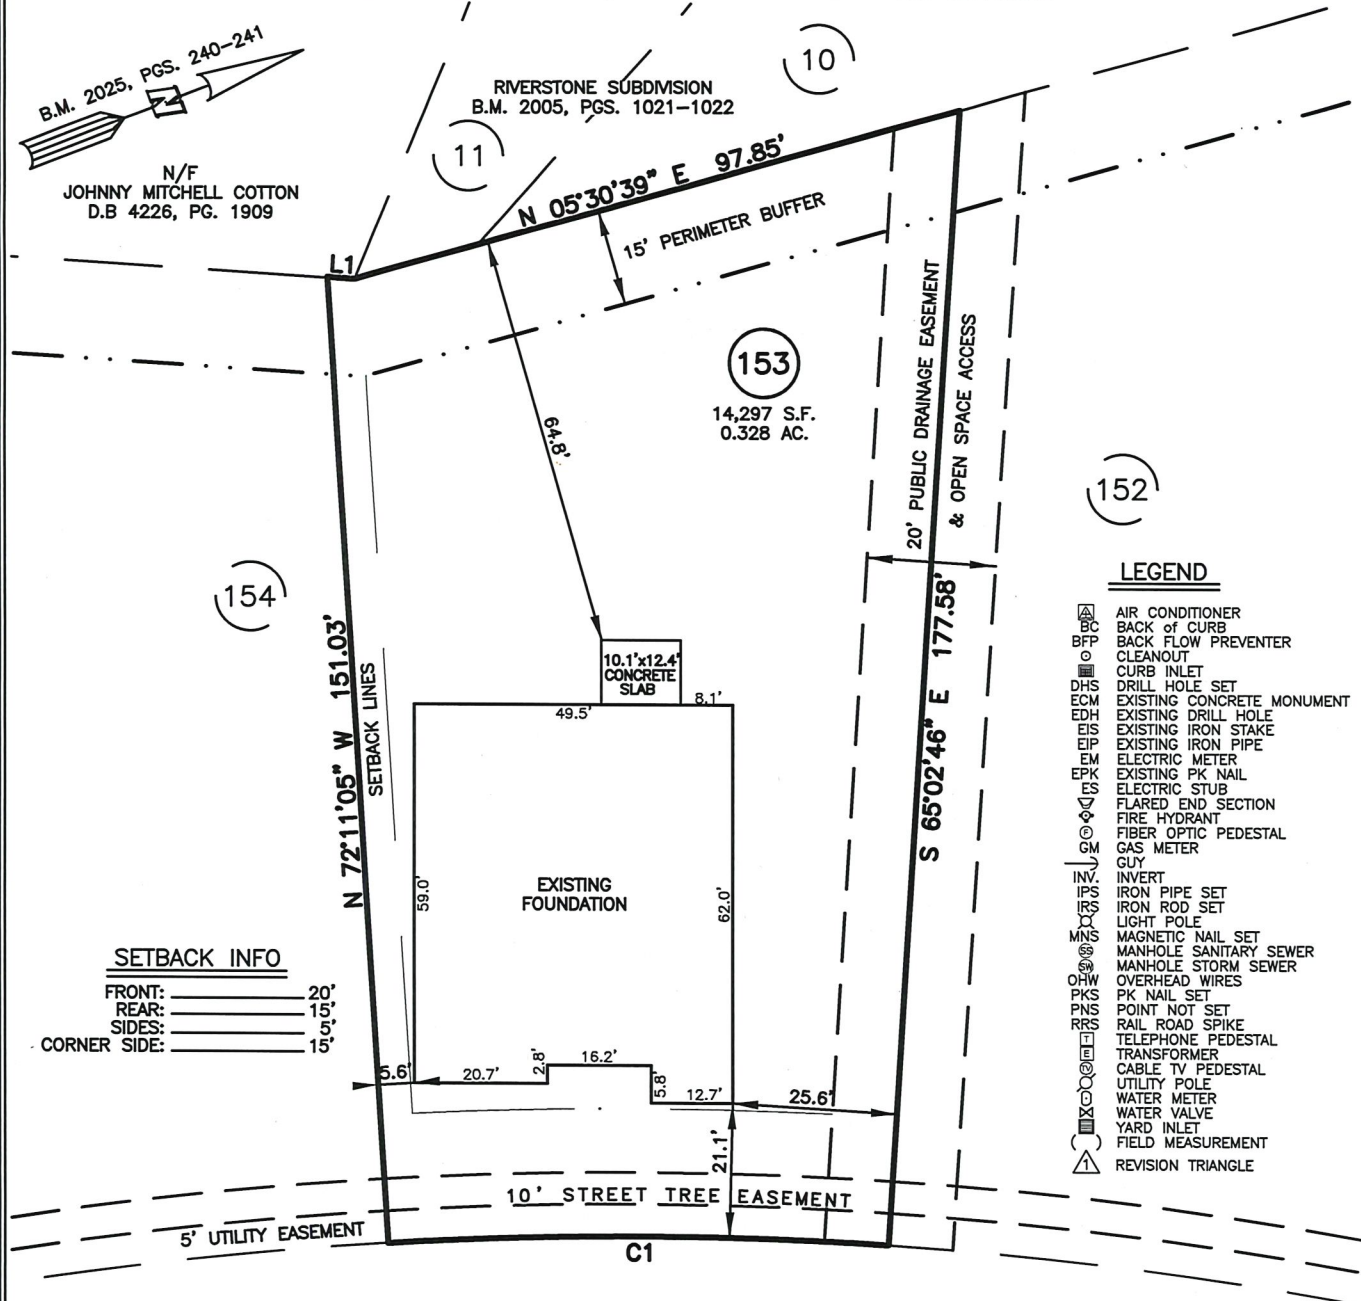 B.M. 2025, PGS. 240-241
N
N/F
JOHNNY MITCHELL COTTON
D.B 4226, PG. 1909
RIVERSTONE SUBDIVISION
B.M. 2005, PGS. 1021-1022
10
11
L1
N 05°30'39" E 97.85'
15' PERIMETER BUFFER
153
14,297 S.F.
0.328 AC.
64.8'
20' PUBLIC DRAINAGE EASEMENT
& OPEN SPACE ACCESS
152
154
N 72°11'05" W 151.03'
SETBACK LINES
S 65°02'46" E 177.58'
10.1'x12.4'
CONCRETE
SLAB
49.5'
8.1'
59.0'
EXISTING
FOUNDATION
62.0'
5.6'
20.7'
2.8'
16.2'
5.8'
12.7'
25.6'
21.1'
10' STREET TREE EASEMENT
5' UTILITY EASEMENT
C1
SETBACK INFO
FRONT: 20'
REAR: 15'
SIDES: 5'
CORNER SIDE: 15'
LEGEND
A AIR CONDITIONER
BC BACK of CURB
BFP BACK FLOW PREVENTER
CLEANOUT
CURB INLET
DHS DRILL HOLE SET
ECM EXISTING CONCRETE MONUMENT
EDH EXISTING DRILL HOLE
EIS EXISTING IRON STAKE
EIP EXISTING IRON PIPE
EM ELECTRIC METER
EPK EXISTING PK NAIL
ES ELECTRIC STUB
FLARED END SECTION
FIRE HYDRANT
F FIBER OPTIC PEDESTAL
GM GAS METER
GUY
INV. INVERT
IPS IRON PIPE SET
IRS IRON ROD SET
LIGHT POLE
MNS MAGNETIC NAIL SET
SS MANHOLE SANITARY SEWER
SW MANHOLE STORM SEWER
OHW OVERHEAD WIRES
PKS PK NAIL SET
PNS POINT NOT SET
RRS RAIL ROAD SPIKE
T TELEPHONE PEDESTAL
E TRANSFORMER
TV CABLE TV PEDESTAL
UTILITY POLE
WATER METER
WATER VALVE
YARD INLET
( ) FIELD MEASUREMENT
1 REVISION TRIANGLE